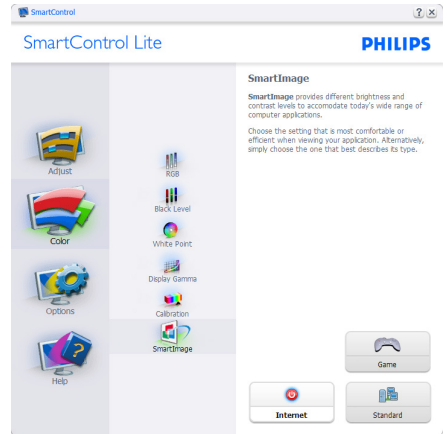 SmartControl
SmartControl Lite
PHILIPS
Adjust
Color
Options
Help
RGB
Black Level
White Point
Display Gamma
Calibration
SmartImage
SmartImage
SmartImage provides different brightness and
contrast levels to accomodate today's wide range of
computer applications.
Choose the setting that is most comfortable or
efficient when viewing your application. Alternatively,
simply choose the one that best describes its type.
Game
Internet
Standard